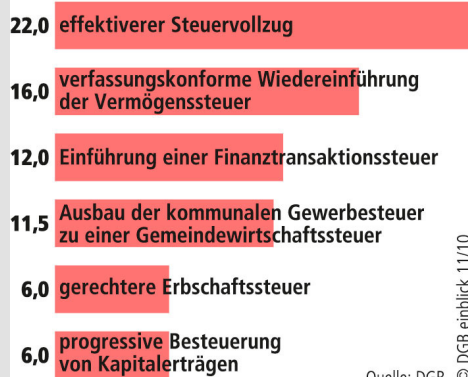 22,0 effektiverer Steuervollzug
16,0 verfassungskonforme Wiedereinführung
der Vermögenssteuer
12,0 Einführung einer Finanztransaktionssteuer
11,5 Ausbau der kommunalen Gewerbesteuer
zu einer Gemeindewirtschaftssteuer
6,0 gerechtere Erbschaftssteuer
6,0 progressive Besteuerung
von Kapitalerträgen
Quelle: DGB
© DGB einblick 11/10